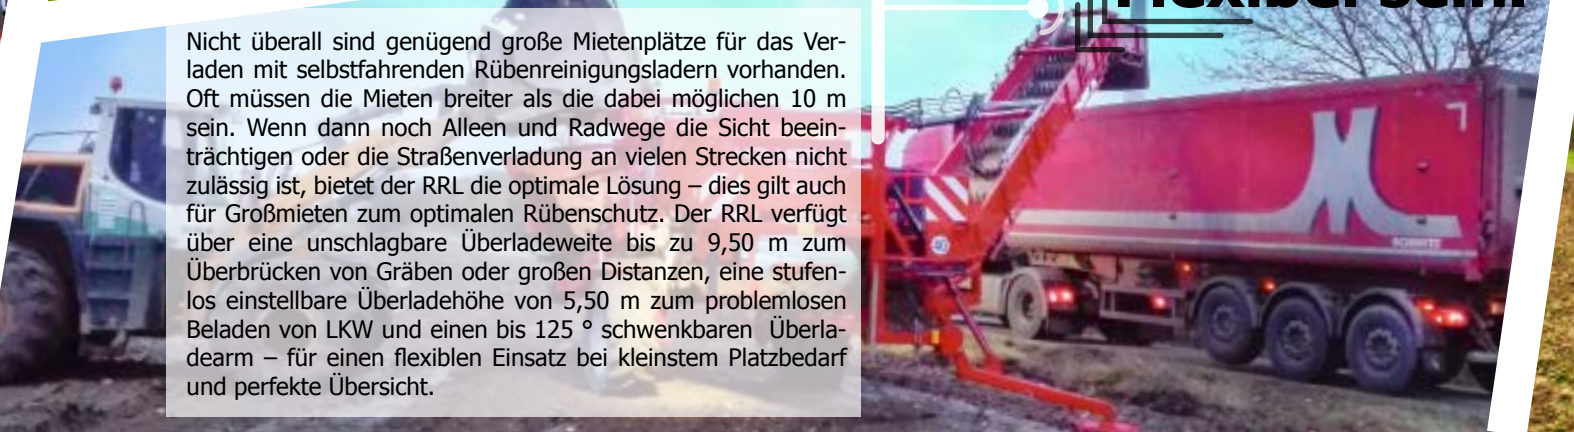 Flexibel sein!
Nicht überall sind genügend große Mietenplätze für das Ver-
laden mit selbstfahrenden Rübenreinigungsladern vorhanden.
Oft müssen die Mieten breiter als die dabei möglichen 10 m
sein. Wenn dann noch Alleen und Radwege die Sicht beein-
trächtigen oder die Straßenverladung an vielen Strecken nicht
zulässig ist, bietet der RRL die optimale Lösung – dies gilt auch
für Großmieten zum optimalen Rübenschutz. Der RRL verfügt
über eine unschlagbare Überladeweite bis zu 9,50 m zum
Überbrücken von Gräben oder großen Distanzen, eine stufen-
los einstellbare Überladehöhe von 5,50 m zum problemlosen
Beladen von LKW und einen bis 125 ° schwenkbaren Überla-
dearm – für einen flexiblen Einsatz bei kleinstem Platzbedarf
und perfekte Übersicht.